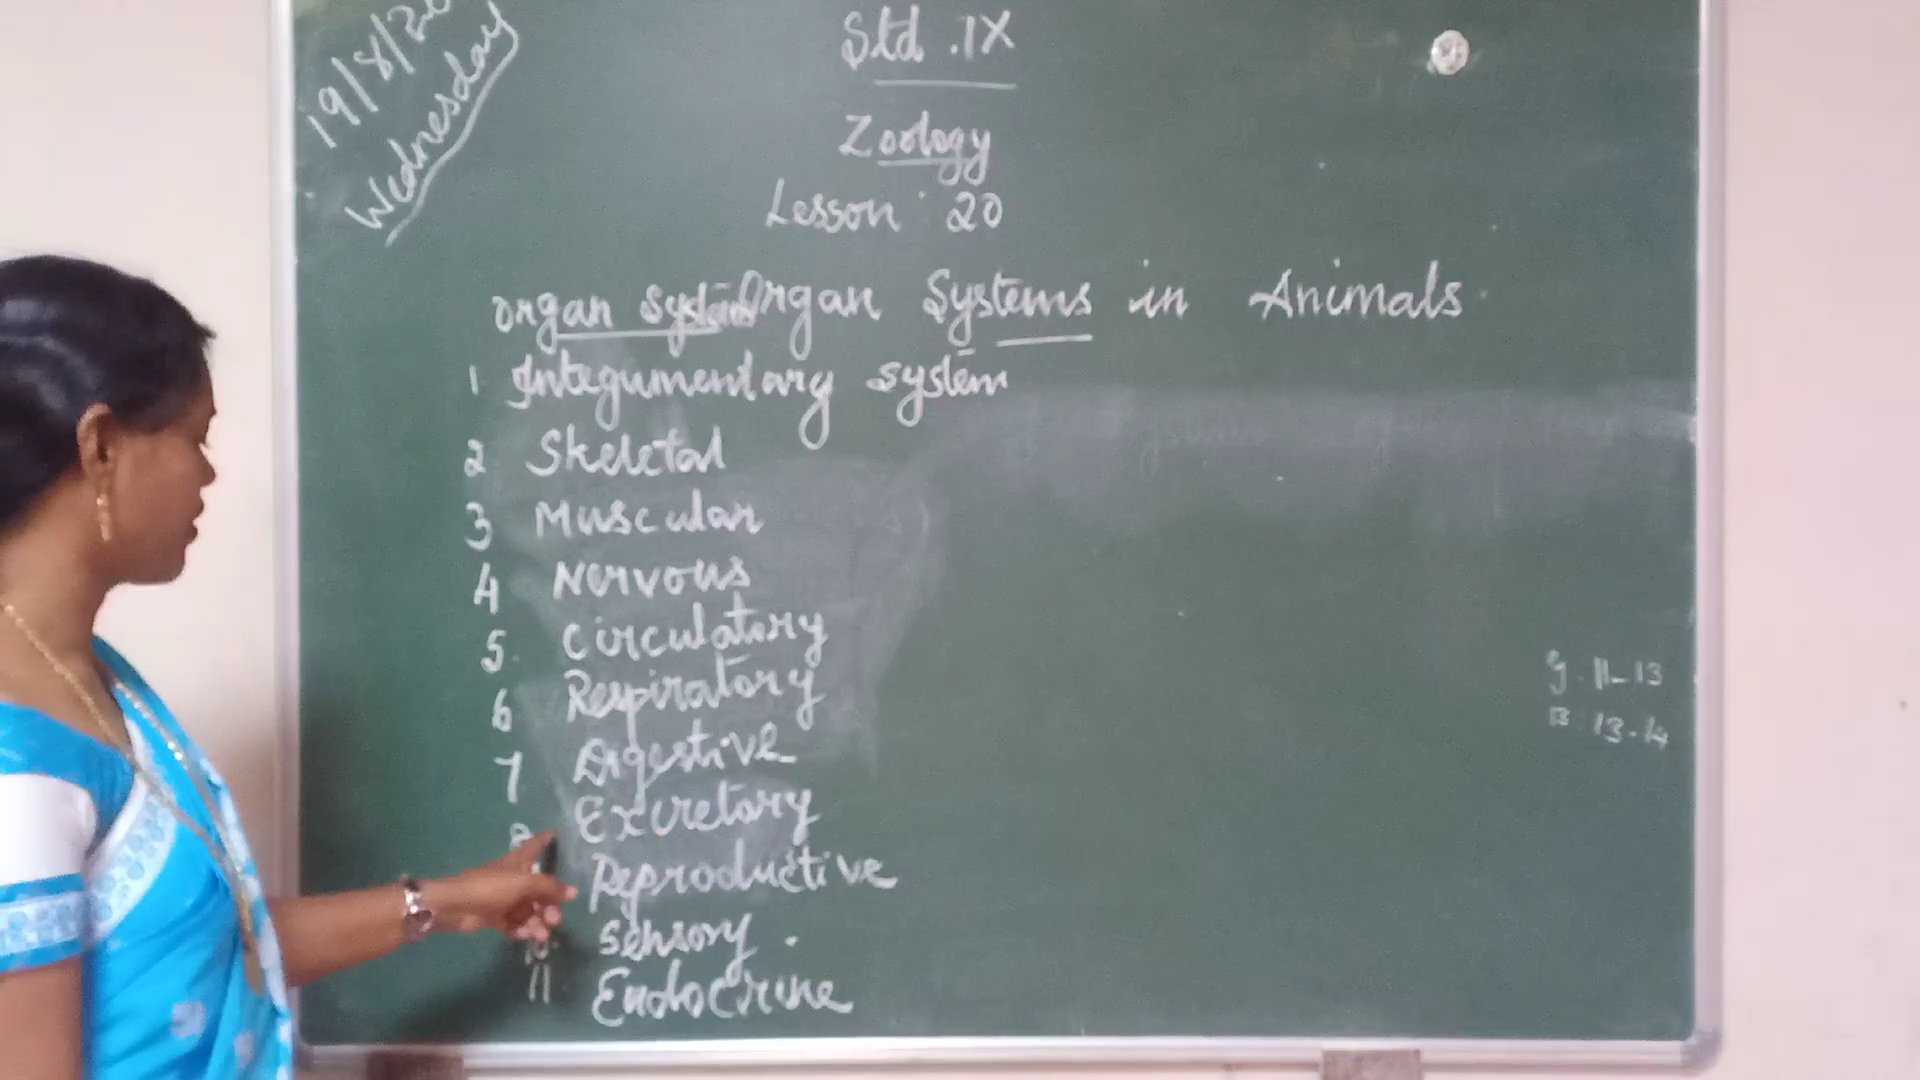 19/8/20
Wednesday
Std. IX
Zoology
Lesson 20
Organ system Organ Systems in Animals
1 Integumentary system
2 Skeletal
3 Muscular
4 Nervous
5. Circulatory
6 Respiratory
7 Digestive
8 Excretory
Reproductive
10. Sensory.
11 Endocrine
G. 11-13
B. 13-14